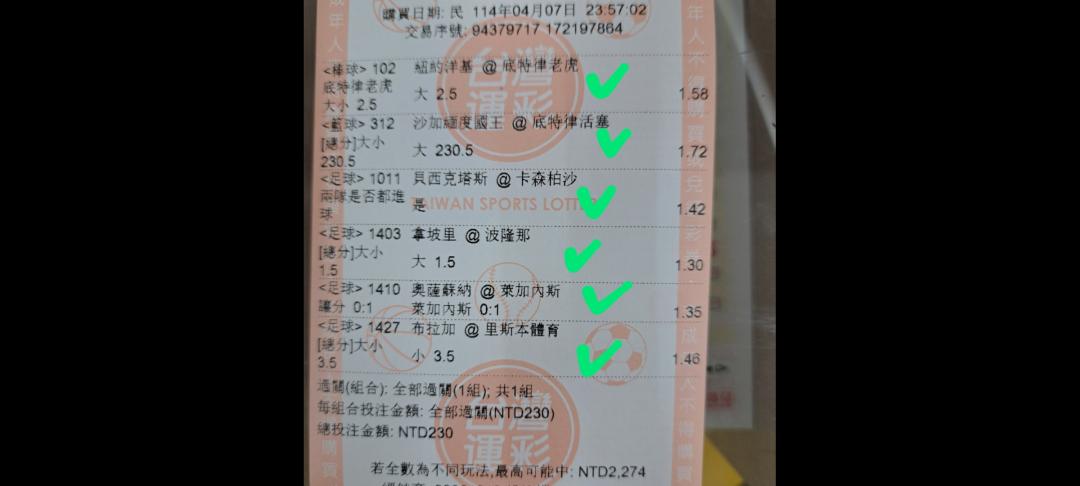 購買日期: 民 114年04月07日 23:57:02
交易序號: 94379717 172197864
<棒球> 102 紐約洋基 @ 底特律老虎
底特律老虎
大小 2.5 大 2.5 1.58
<籃球> 312 沙加緬度國王 @ 底特律活塞
[總分]大小
230.5 大 230.5 1.72
<足球> 1011 貝西克塔斯 @ 卡森柏沙
兩隊是否都進
球 是 1.42
TAIWAN SPORTS LOTTE
<足球> 1403 拿坡里 @ 波隆那
[總分]大小
1.5 大 1.5 1.30
<足球> 1410 奧薩蘇納 @ 萊加內斯
讓分 0:1 萊加內斯 0:1 1.35
<足球> 1427 布拉加 @ 里斯本體育
[總分]大小
3.5 小 3.5 1.46
過關(組合): 全部過關(1組); 共1組
每組合投注金額: 全部過關(NTD230)
總投注金額: NTD230
若全數為不同玩法,最高可能中: NTD2,274
台灣
運彩
台灣
運彩